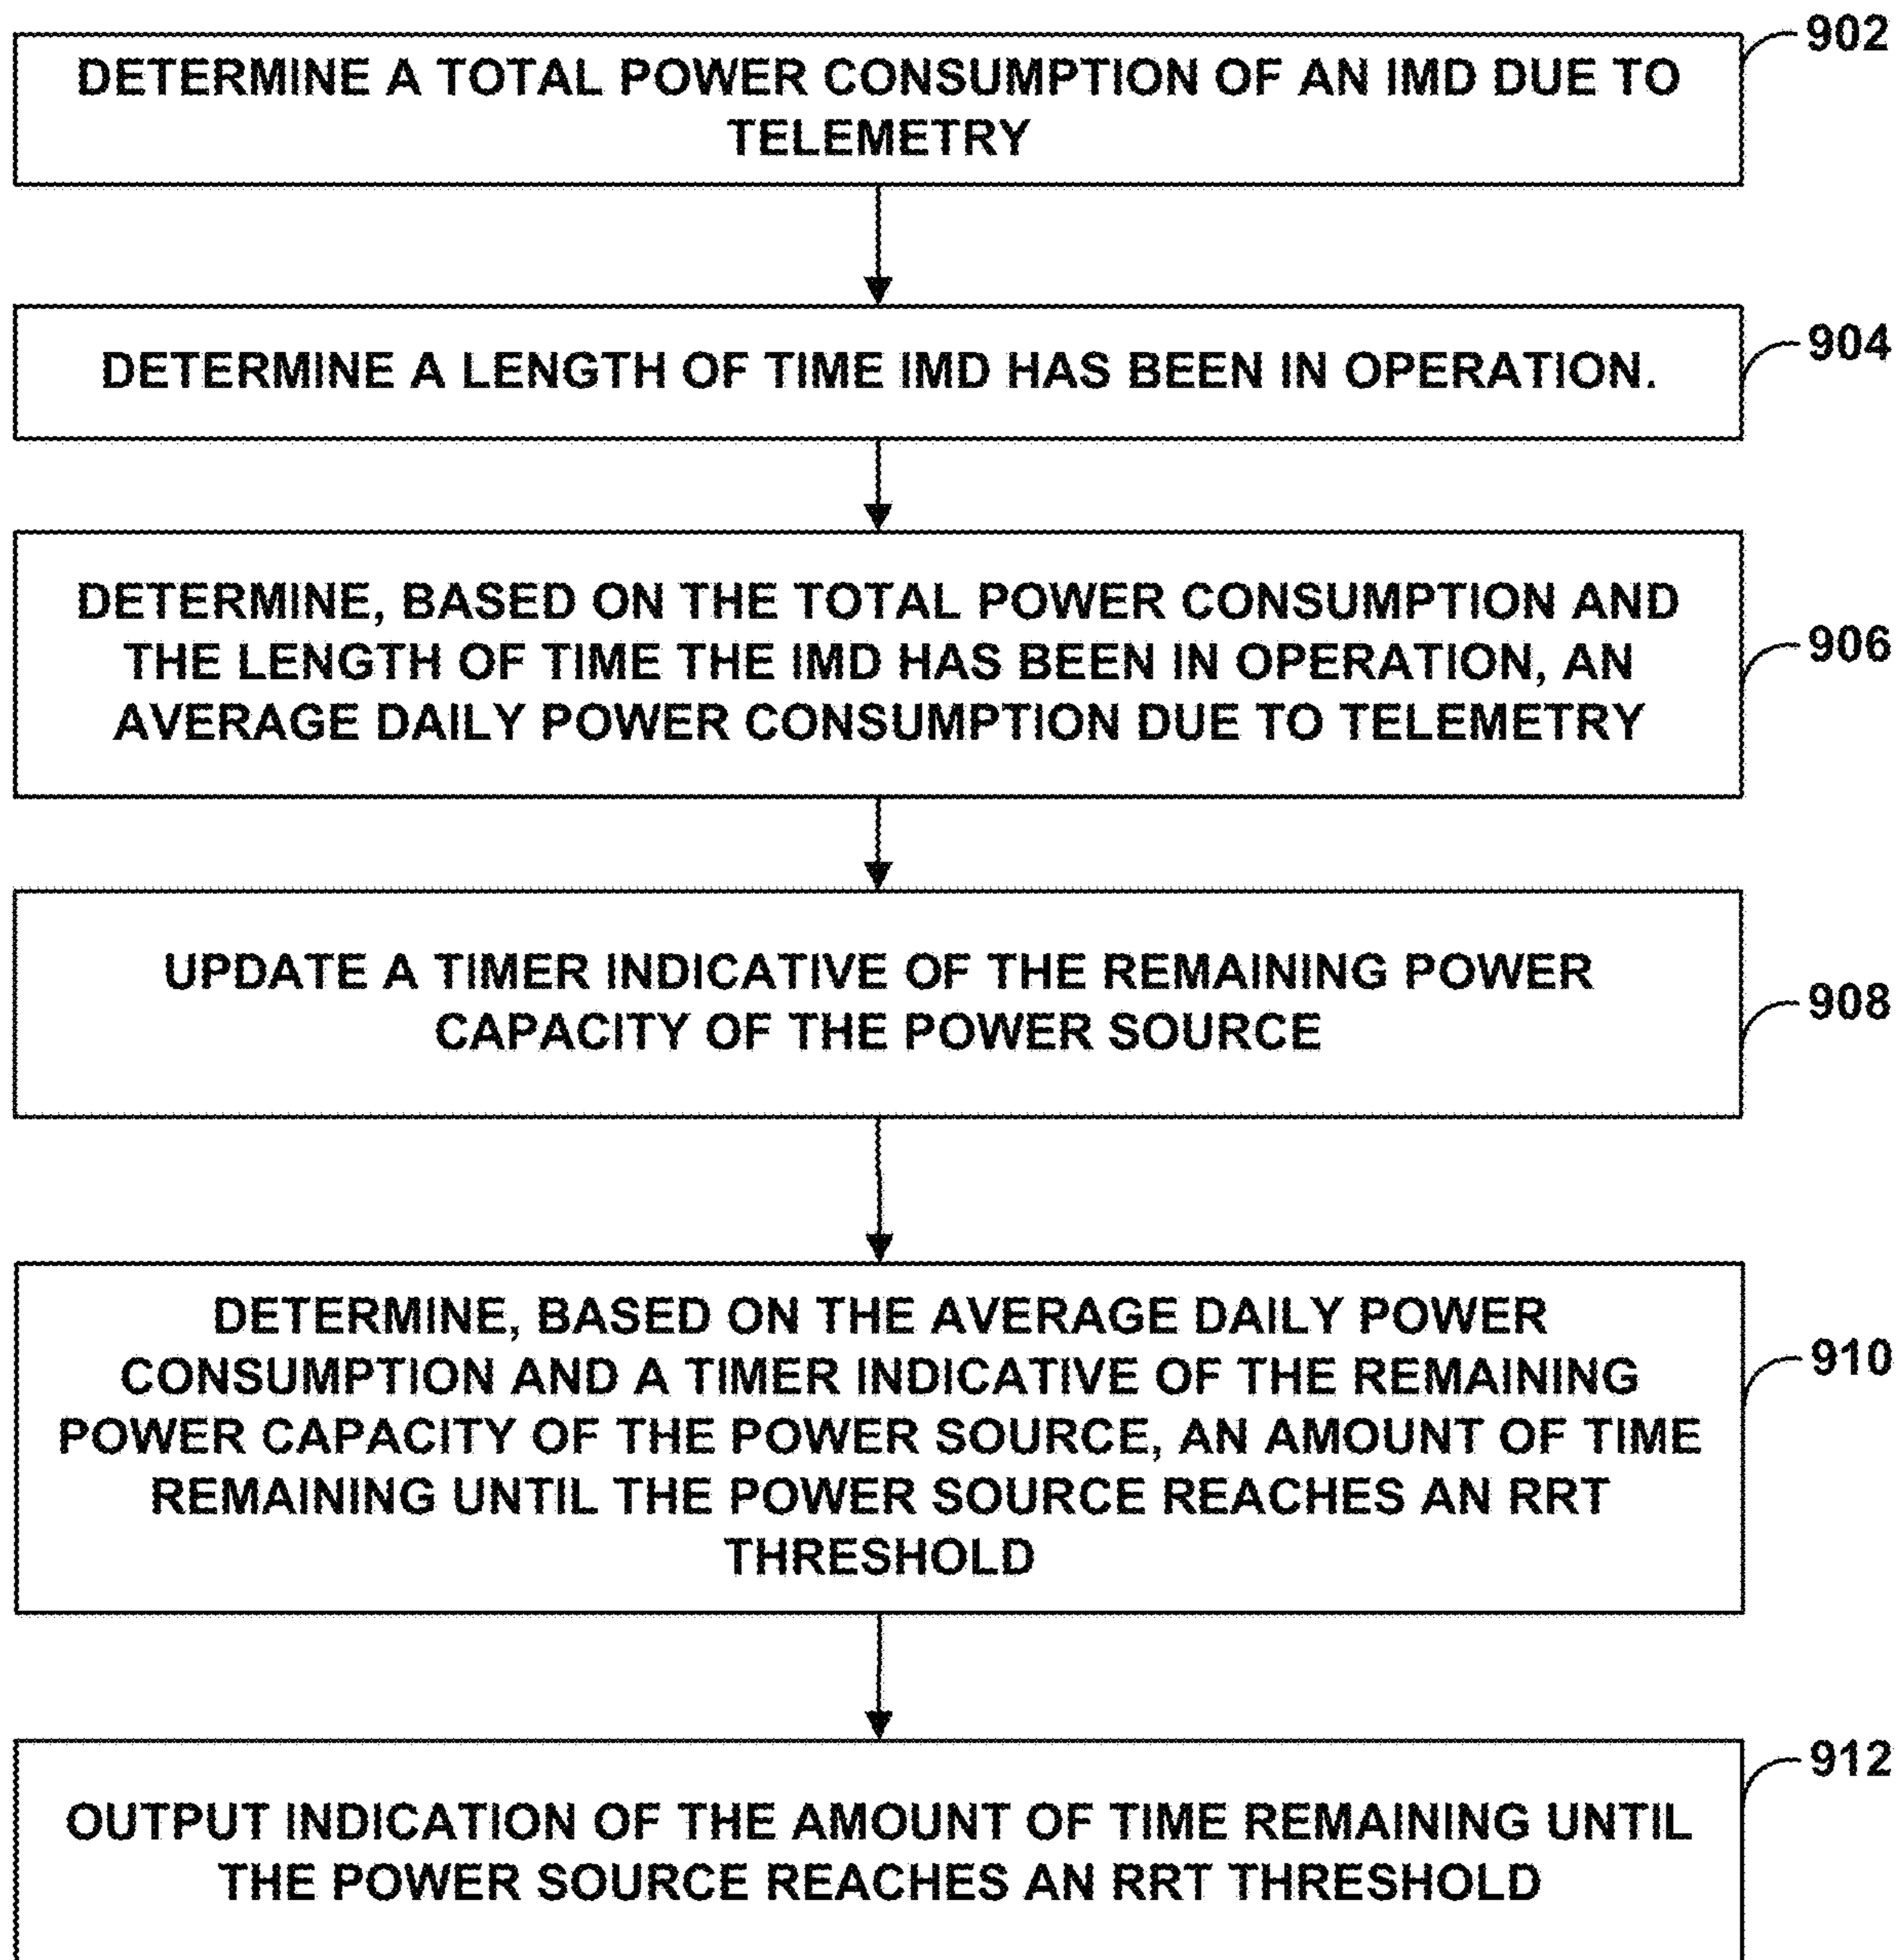 902
DETERMINE A TOTAL POWER CONSUMPTION OF AN IMD DUE TO
TELEMETRY
904
DETERMINE A LENGTH OF TIME IMD HAS BEEN IN OPERATION.
906
DETERMINE, BASED ON THE TOTAL POWER CONSUMPTION AND
THE LENGTH OF TIME THE IMD HAS BEEN IN OPERATION, AN
AVERAGE DAILY POWER CONSUMPTION DUE TO TELEMETRY
908
UPDATE A TIMER INDICATIVE OF THE REMAINING POWER
CAPACITY OF THE POWER SOURCE
910
DETERMINE, BASED ON THE AVERAGE DAILY POWER
CONSUMPTION AND A TIMER INDICATIVE OF THE REMAINING
POWER CAPACITY OF THE POWER SOURCE, AN AMOUNT OF TIME
REMAINING UNTIL THE POWER SOURCE REACHES AN RRT
THRESHOLD
912
OUTPUT INDICATION OF THE AMOUNT OF TIME REMAINING UNTIL
THE POWER SOURCE REACHES AN RRT THRESHOLD